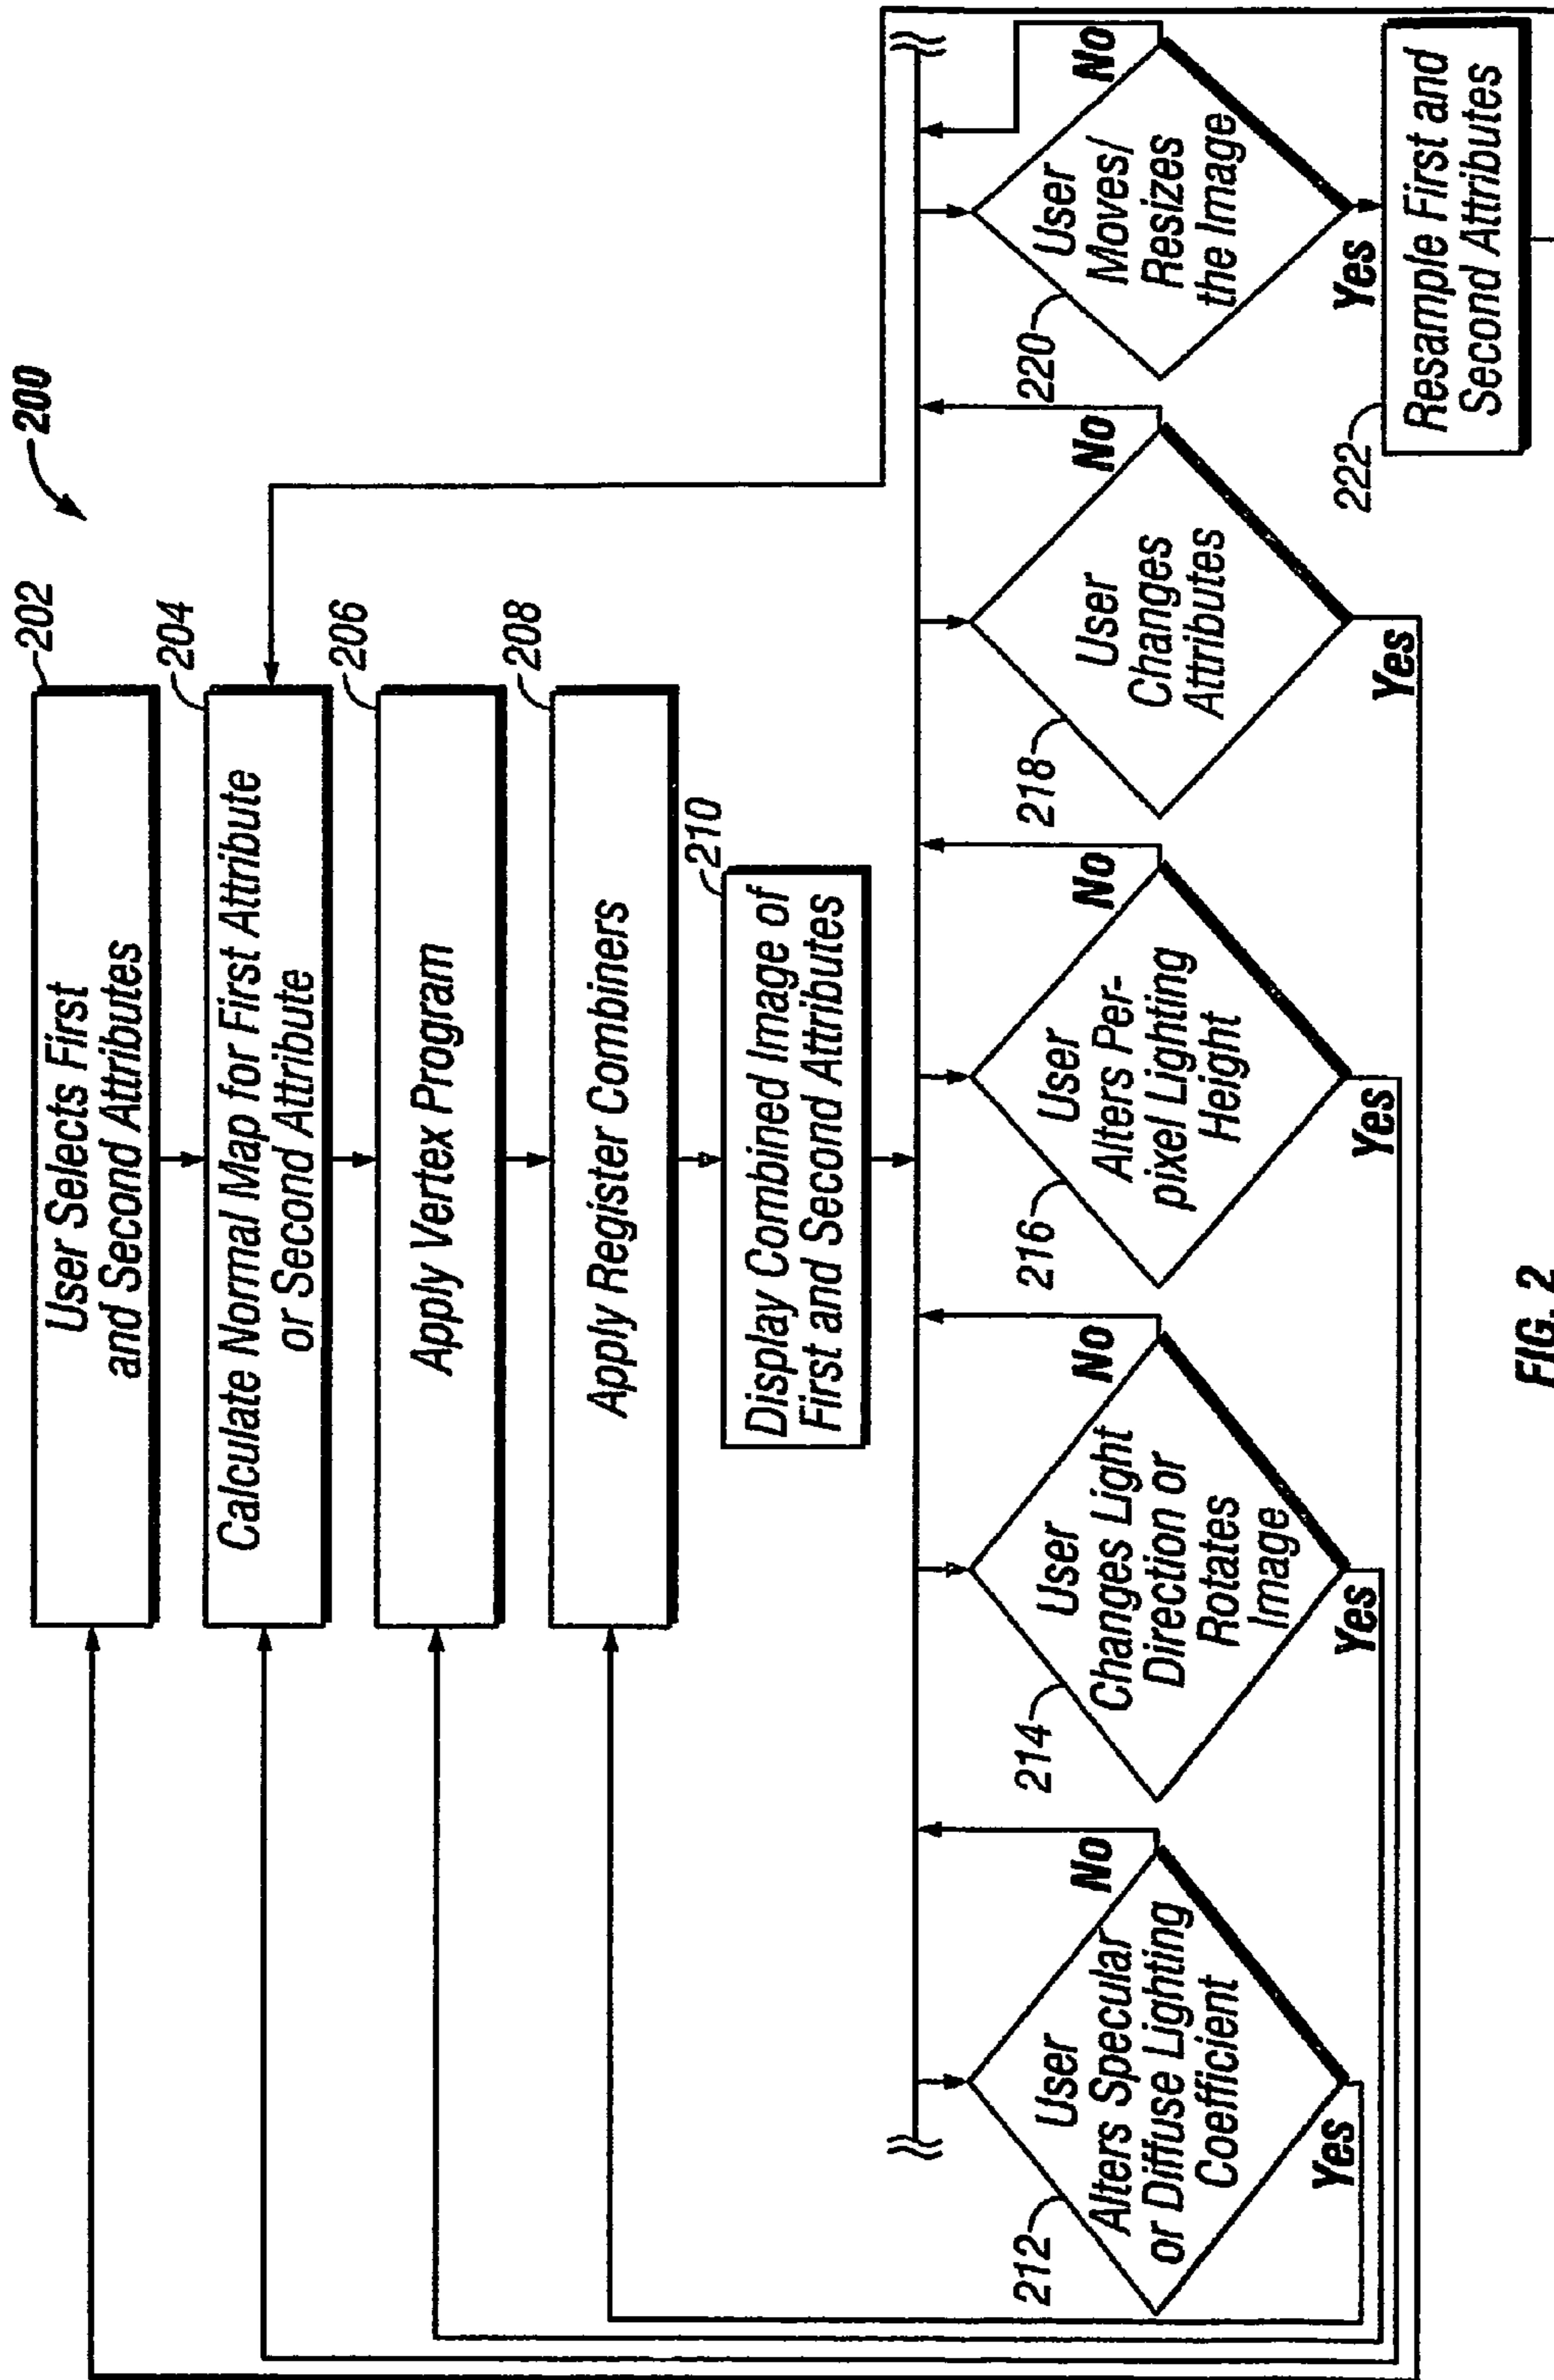 200
202
User Selects First
and Second Attributes
204
Calculate Normal Map for First Attribute
or Second Attribute
206
Apply Vertex Program
208
Apply Register Combiners
210
Display Combined Image of
First and Second Attributes
212
User
Alters Specular
or Diffuse Lighting
Coefficient
No
Yes
214
User
Changes Light
Direction or
Rotates
Image
No
Yes
216
User
Alters Per-
pixel Lighting
Height
No
Yes
218
User
Changes
Attributes
No
Yes
220
User
Moves/
Resizes
the Image
No
Yes
222
Resample First and
Second Attributes
FIG. 2